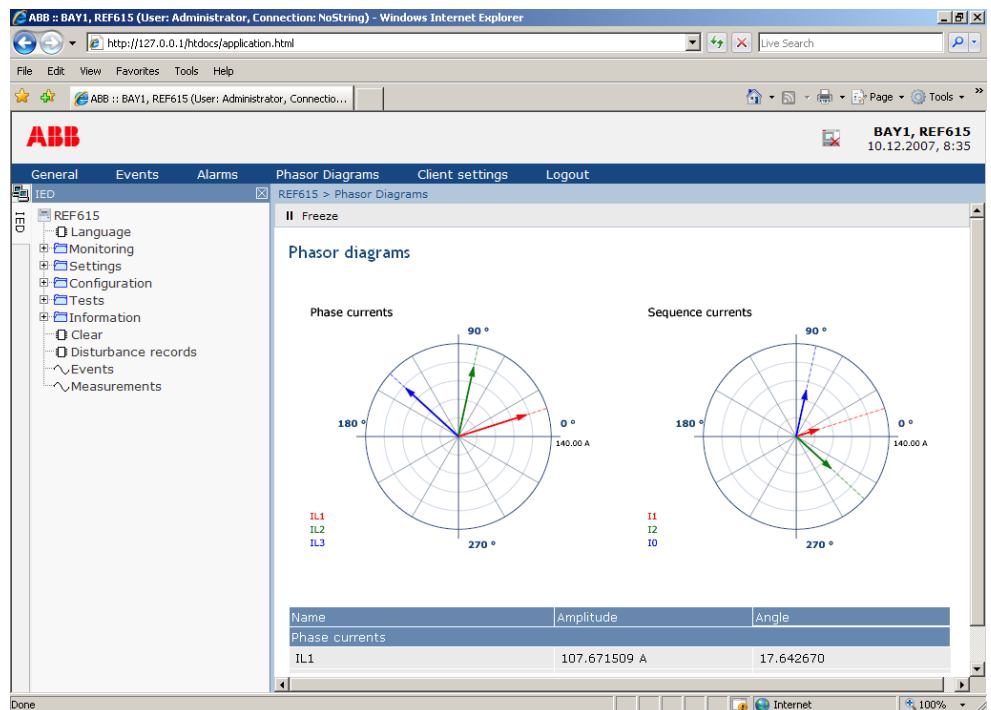 ABB :: BAY1, REF615 (User: Administrator, Connection: NoString) - Windows Internet Explorer
http://127.0.0.1/htdocs/application.html
Live Search
File Edit View Favorites Tools Help
ABB :: BAY1, REF615 (User: Administrator, Connectio...
Page Tools »
ABB
BAY1, REF615
10.12.2007, 8:35
General Events Alarms Phasor Diagrams Client settings Logout
IED
IED
REF615 > Phasor Diagrams
REF615
Language
Monitoring
Settings
Configuration
Tests
Information
Clear
Disturbance records
Events
Measurements
Freeze
Phasor diagrams
Phase currents
90 °
180 °
0 °
140.00 A
270 °
IL1
IL2
IL3
Sequence currents
90 °
180 °
0 °
140.00 A
270 °
I1
I2
I0
Name Amplitude Angle
Phase currents
IL1 107.671509 A 17.642670
Done
Internet
100%